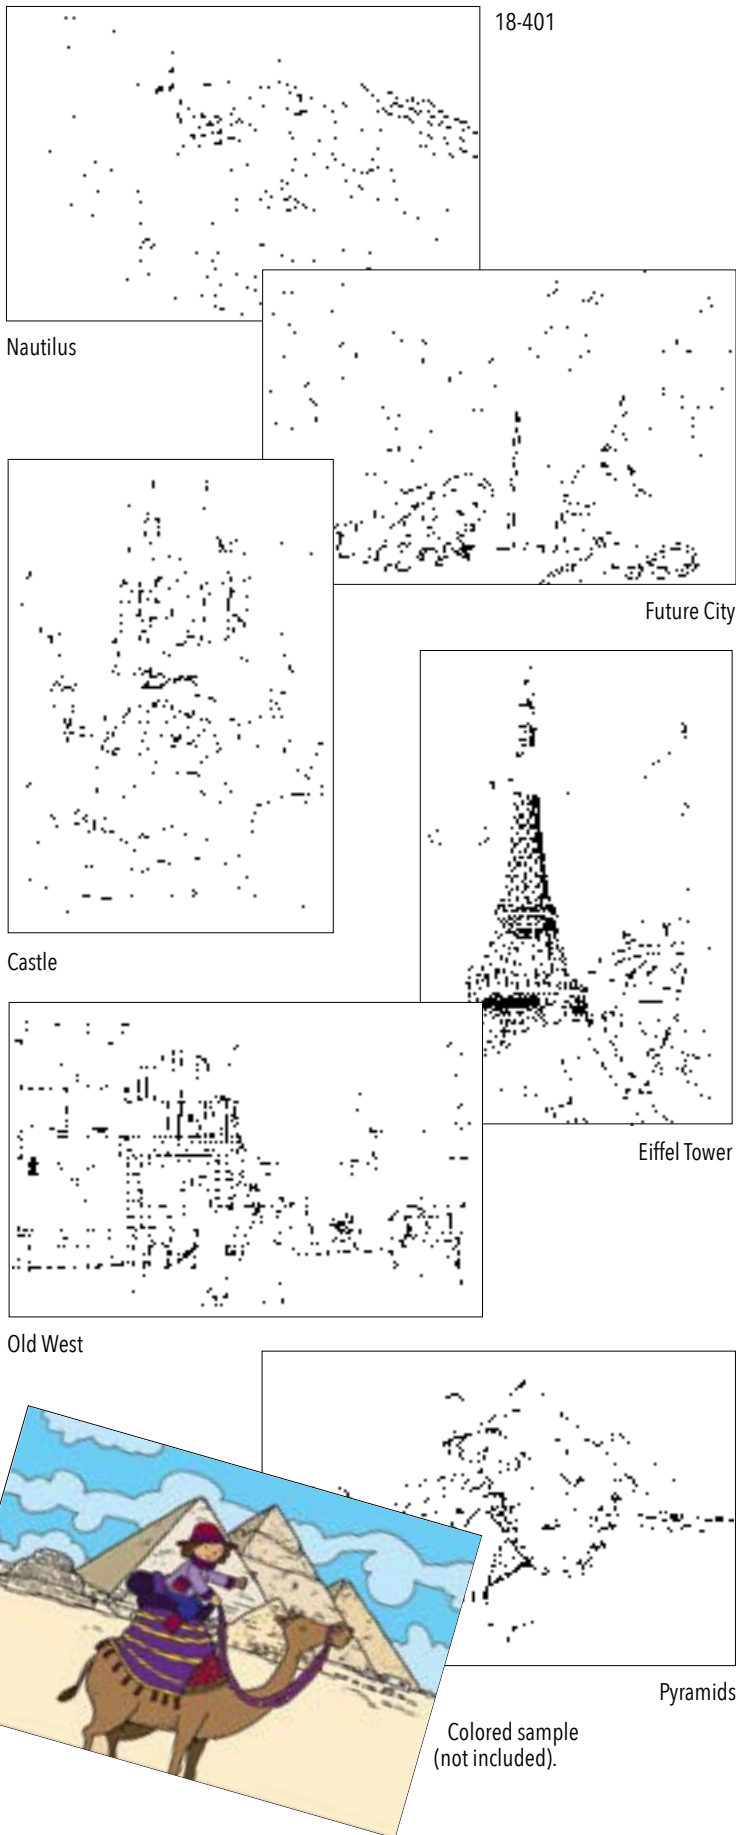 18-401
Nautilus
Future City
Castle
Eiffel Tower
Old West
Pyramids
Colored sample
(not included).